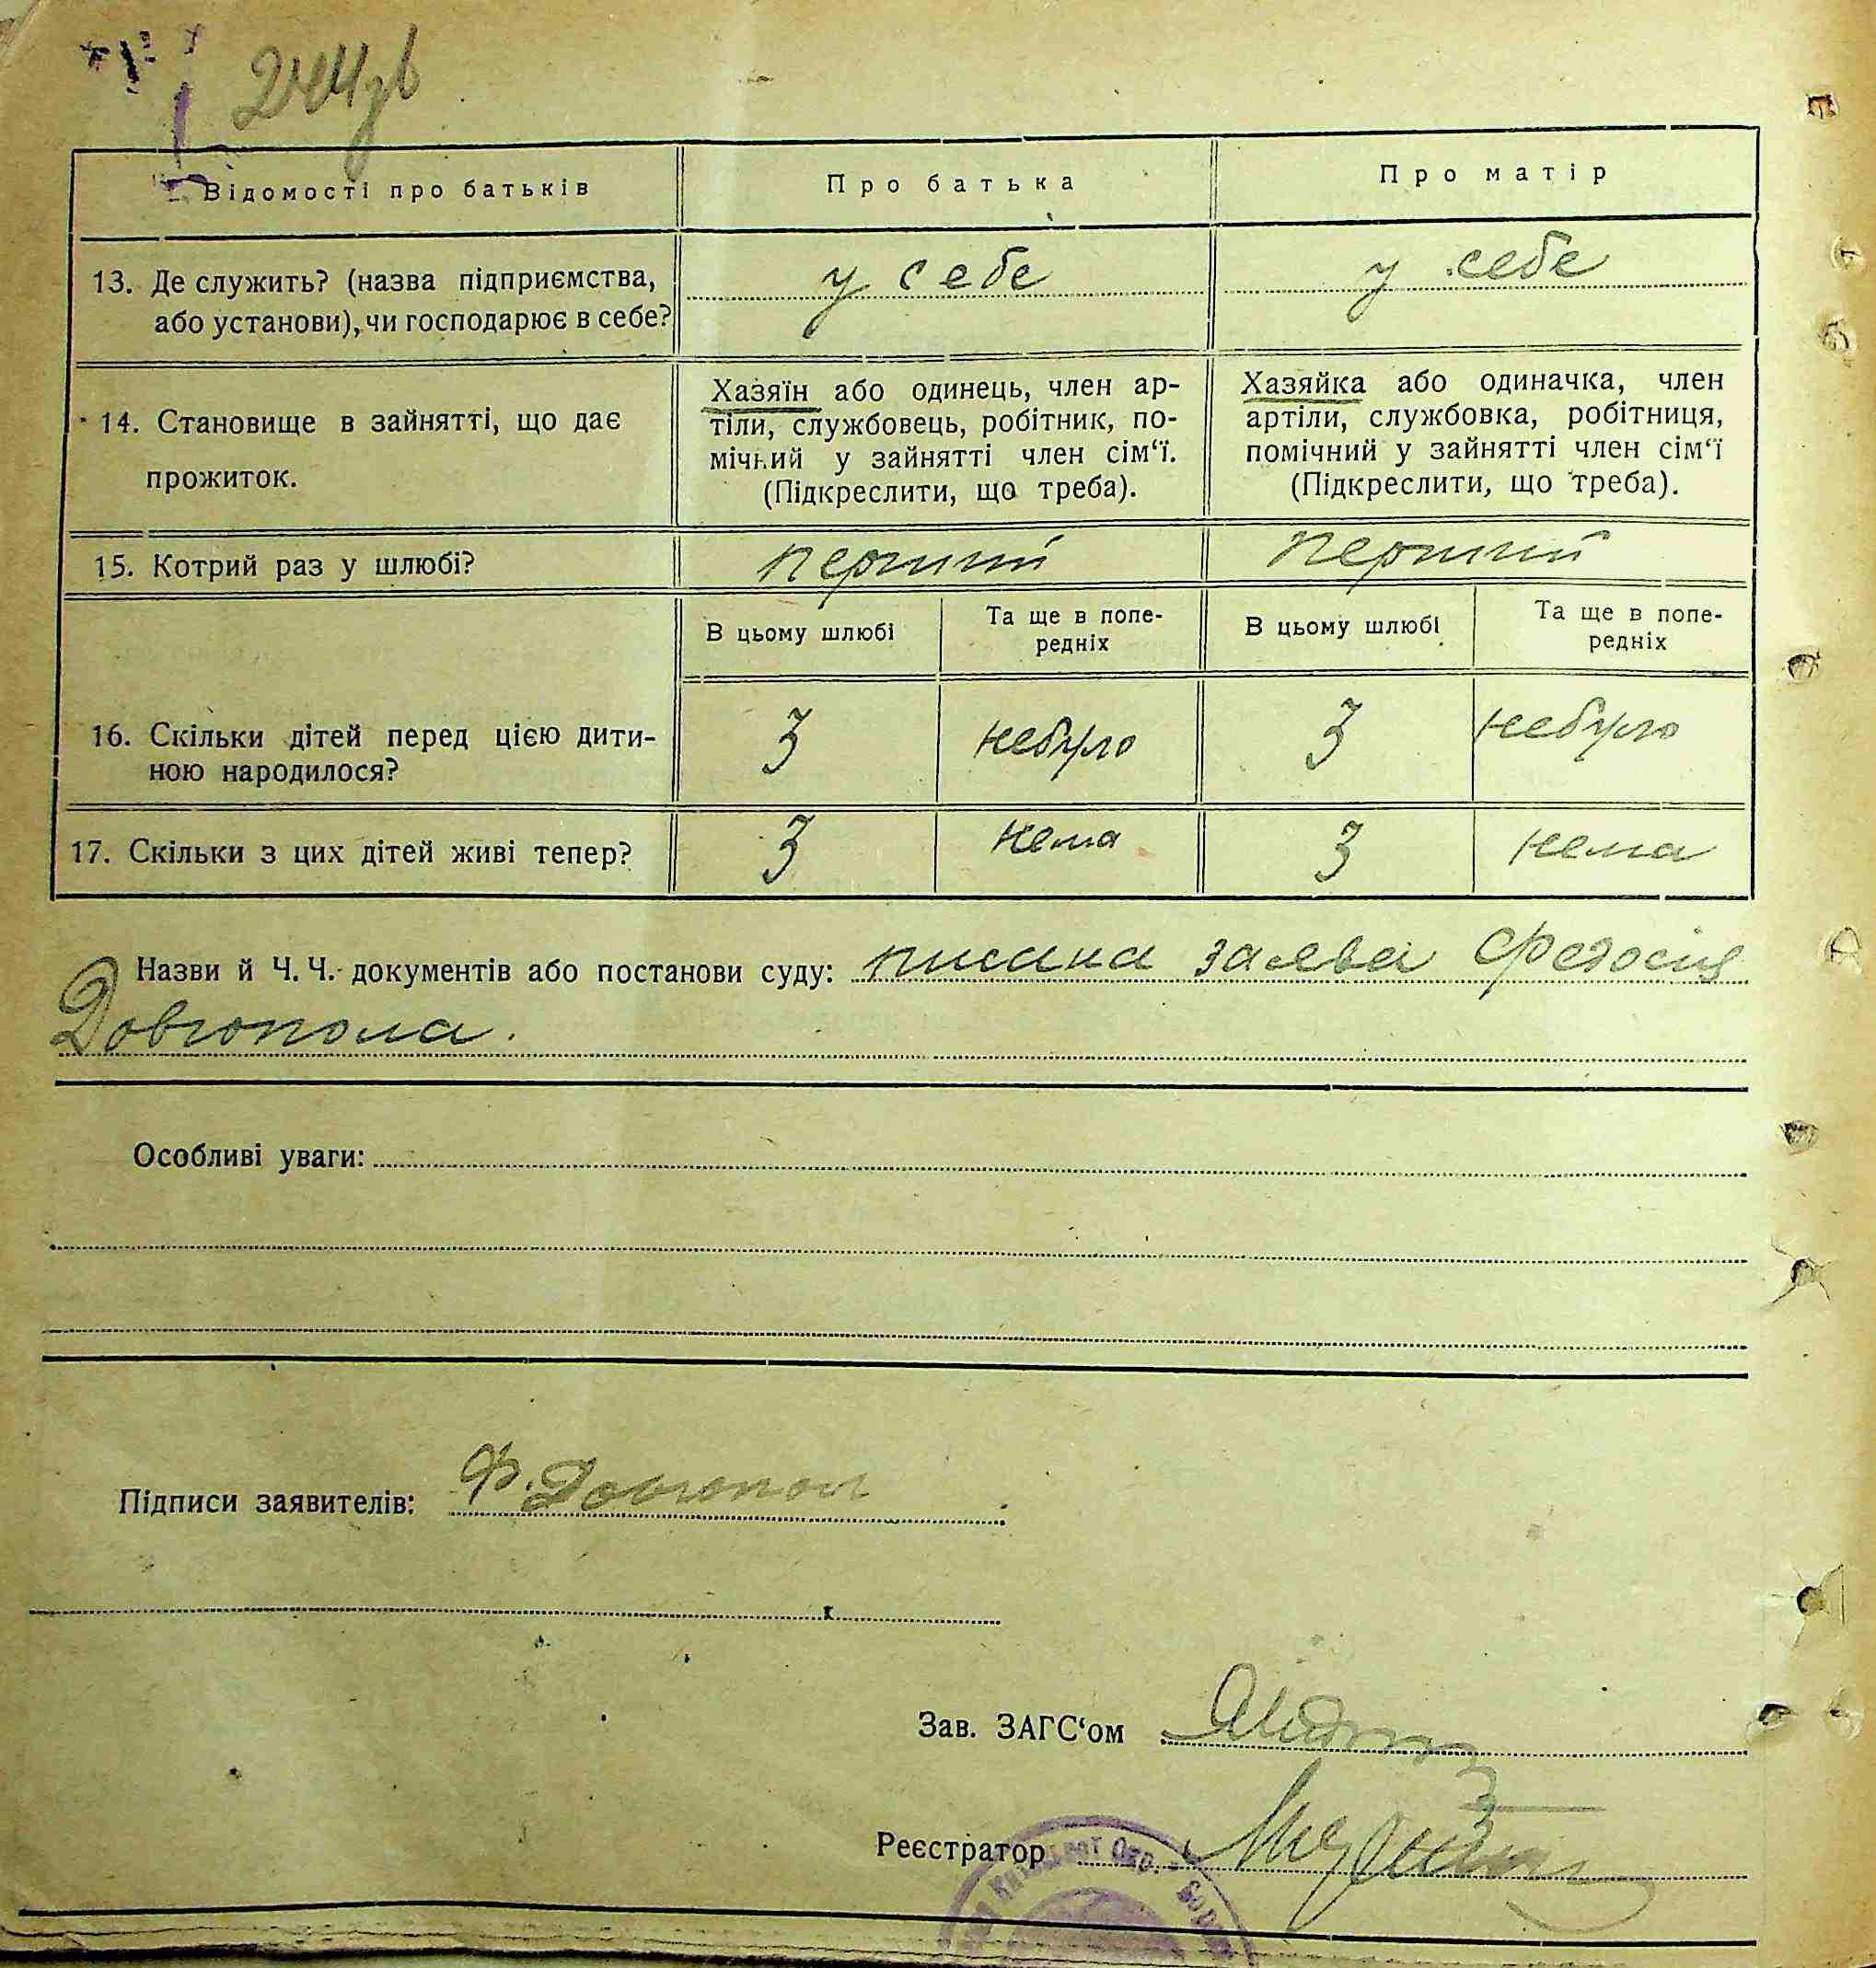 244зв
Відомості про батьків
Про батька
Про матір
13. Де служить? (назва підприємства,
або установи), чи господарює в себе?
у себе
у себе
14. Становище в зайнятті, що дає
прожиток.
Хазяїн або одинець, член ар-
тіли, службовець, робітник, по-
мічний у зайнятті член сім‘ї.
(Підкреслити, що треба).
Хазяйка або одиначка, член
артіли, службовка, робітниця,
помічний у зайнятті член сім‘ї
(Підкреслити, що треба).
15. Котрий раз у шлюбі?
перший
перший
В цьому шлюбі
Та ще в попе-
редніх
В цьому шлюбі
Та ще в попе-
редніх
16. Скільки дітей перед цією дити-
ною народилося?
3
небуло
3
небуло
17. Скільки з цих дітей живі тепер?
3
нема
3
нема
Назви й Ч. Ч. документів або постанови суду: писана заява Федосія
Довгопола.
Особливі уваги:
Підписи заявителів: Ф. Довгопол
Зав. ЗАГС‘ом
Реєстратор